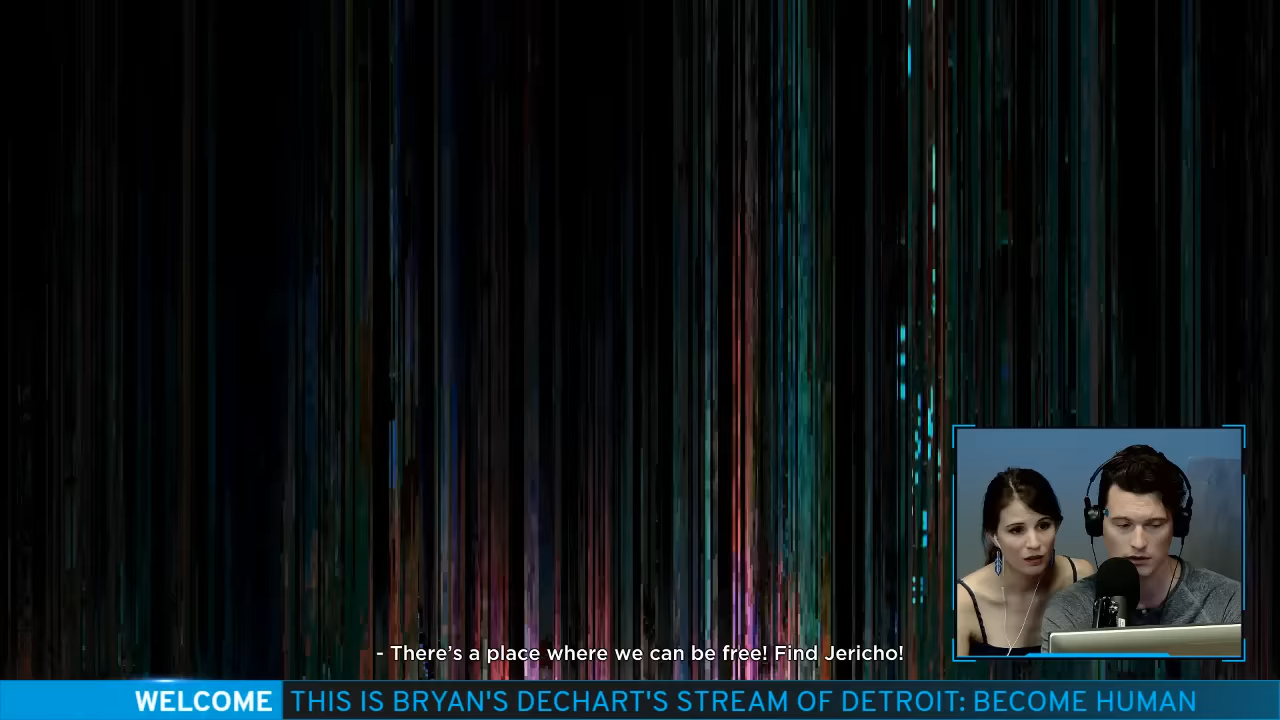 - There's a place where we can be free! Find Jericho!
WELCOME THIS IS BRYAN'S DECHART'S STREAM OF DETROIT: BECOME HUMAN